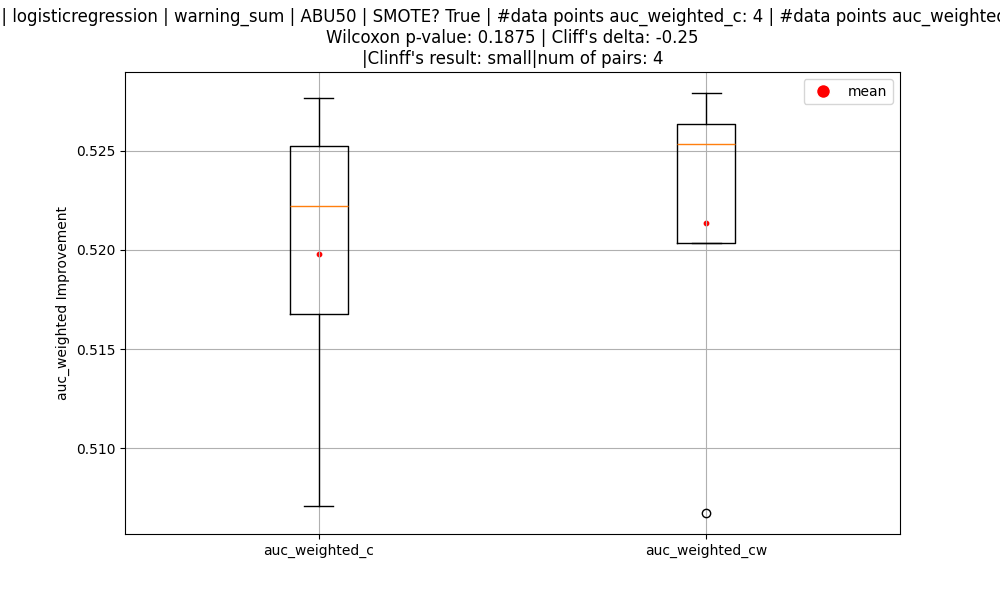 | logisticregression | warning_sum | ABU50 | SMOTE? True | #data points auc_weighted_c: 4 | #data points
Wilcoxon p-value: 0.1875 | Cliff's delta: -0.25
|Clinff's result: small|num of pairs: 4
mean
auc_weighted Improvement
0.525
0.520
0.515
0.510
auc_weighted_c
auc_weighted_cw